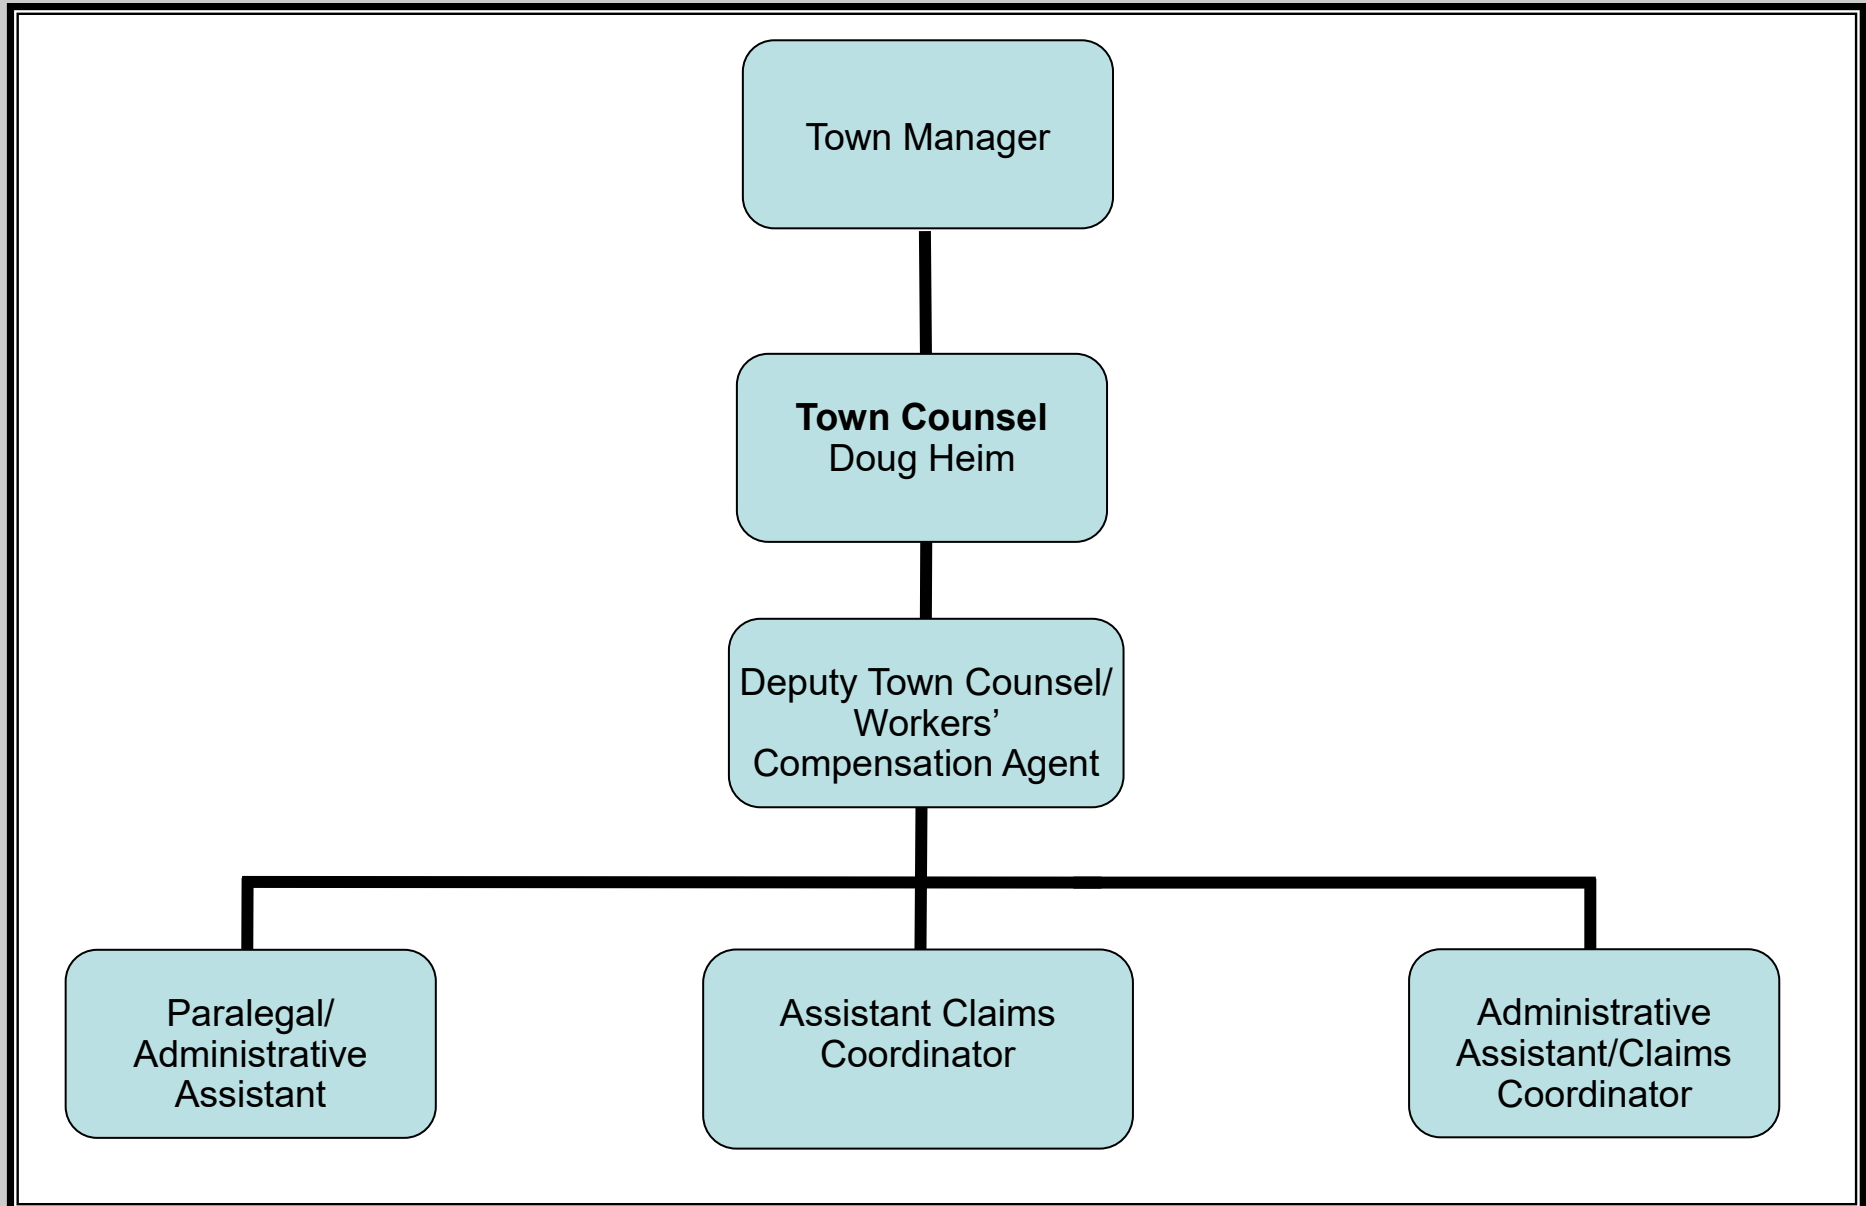 Town Manager
Town Counsel
Doug Heim
Deputy Town Counsel/
Workers’
Compensation Agent
Paralegal/
Administrative
Assistant
Assistant Claims
Coordinator
Administrative
Assistant/Claims
Coordinator